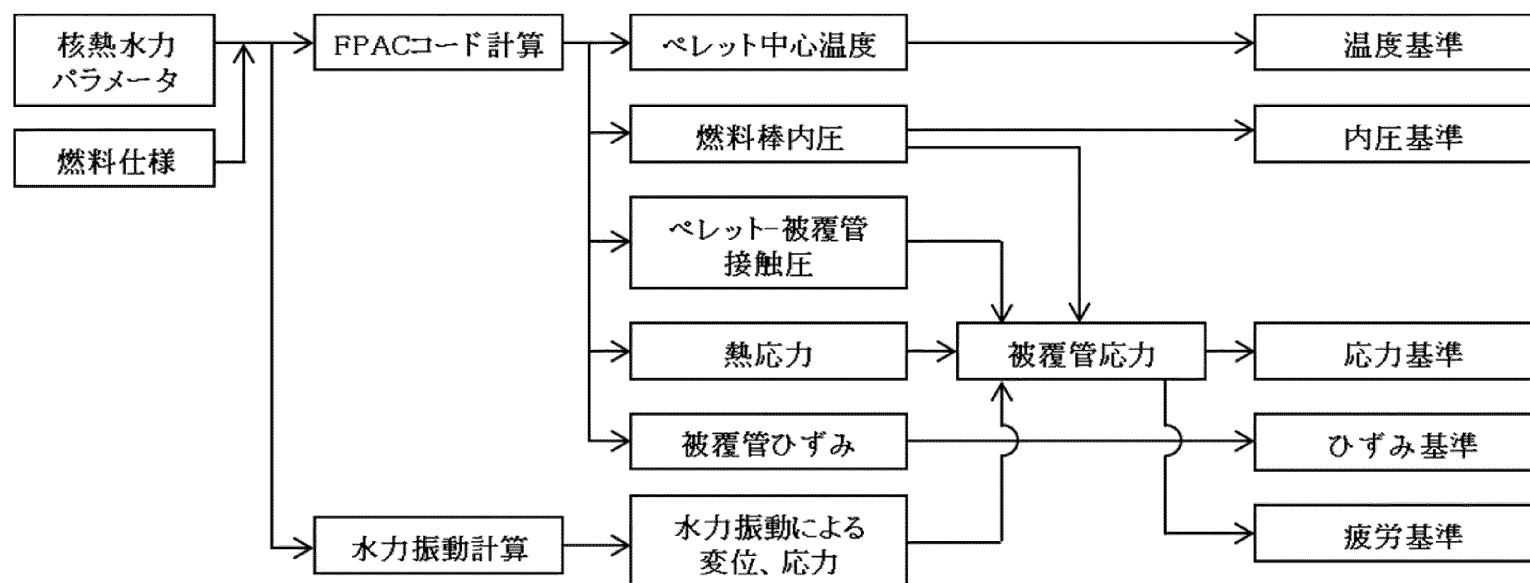 核熱水力
パラメータ
燃料仕様
FPACコード計算
水力振動計算
ペレット中心温度
燃料棒内圧
ペレット-被覆管
接触圧
熱応力
被覆管ひずみ
水力振動による
変位、応力
被覆管応力
温度基準
内圧基準
応力基準
ひずみ基準
疲労基準